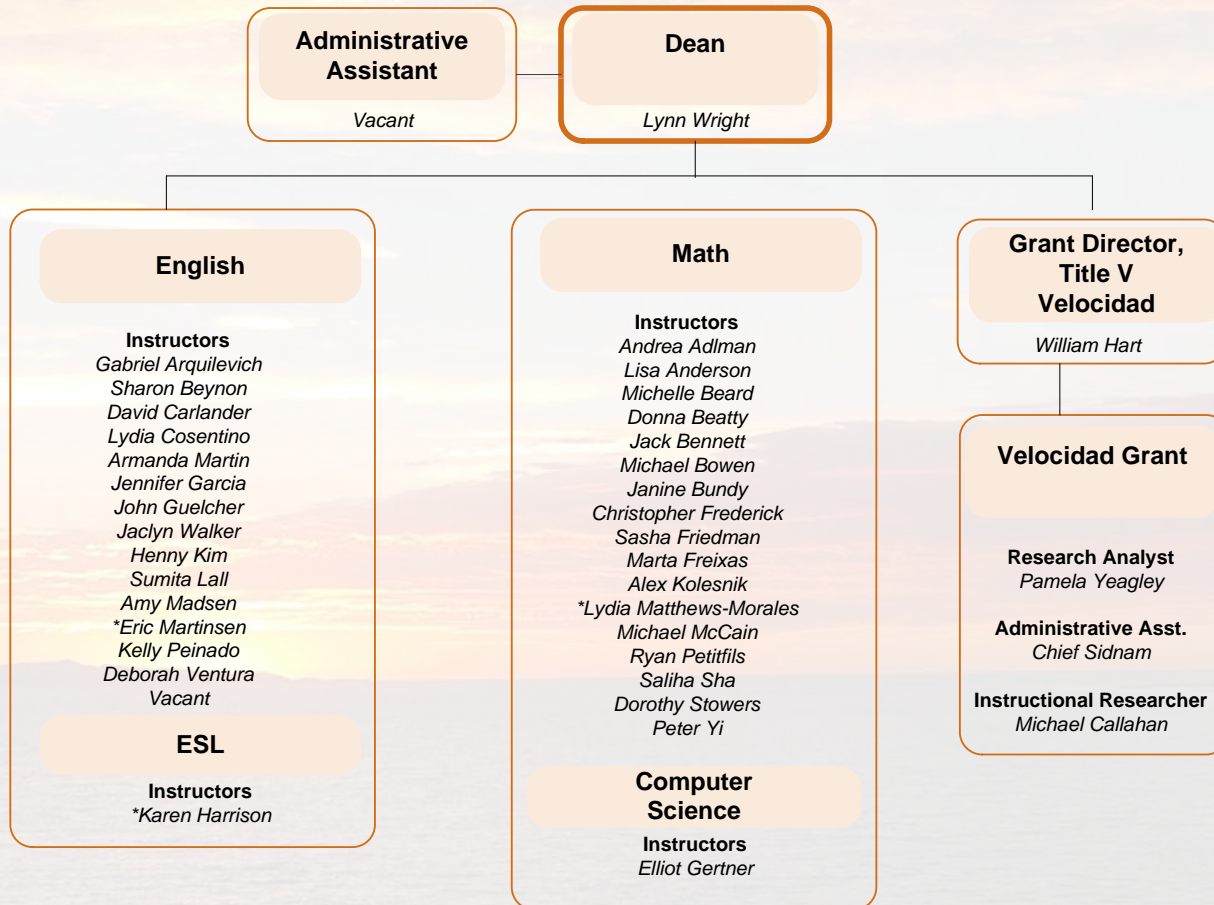 Administrative
Assistant
Vacant
Dean
Lynn Wright
English
Instructors
Gabriel Arquilevich
Sharon Beynon
David Carlander
Lydia Cosentino
Armanda Martin
Jennifer Garcia
John Guelcher
Jaclyn Walker
Henny Kim
Sumita Lall
Amy Madsen
*Eric Martinsen
Kelly Peinado
Deborah Ventura
Vacant
ESL
Instructors
*Karen Harrison
Math
Instructors
Andrea Adlman
Lisa Anderson
Michelle Beard
Donna Beatty
Jack Bennett
Michael Bowen
Janine Bundy
Christopher Frederick
Sasha Friedman
Marta Freixas
Alex Kolesnik
*Lydia Matthews-Morales
Michael McCain
Ryan Petitfils
Saliha Sha
Dorothy Stowers
Peter Yi
Computer
Science
Instructors
Elliot Gertner
Grant Director,
Title V
Velocidad
William Hart
Velocidad Grant
Research Analyst
Pamela Yeagley
Administrative Asst.
Chief Sidnam
Instructional Researcher
Michael Callahan